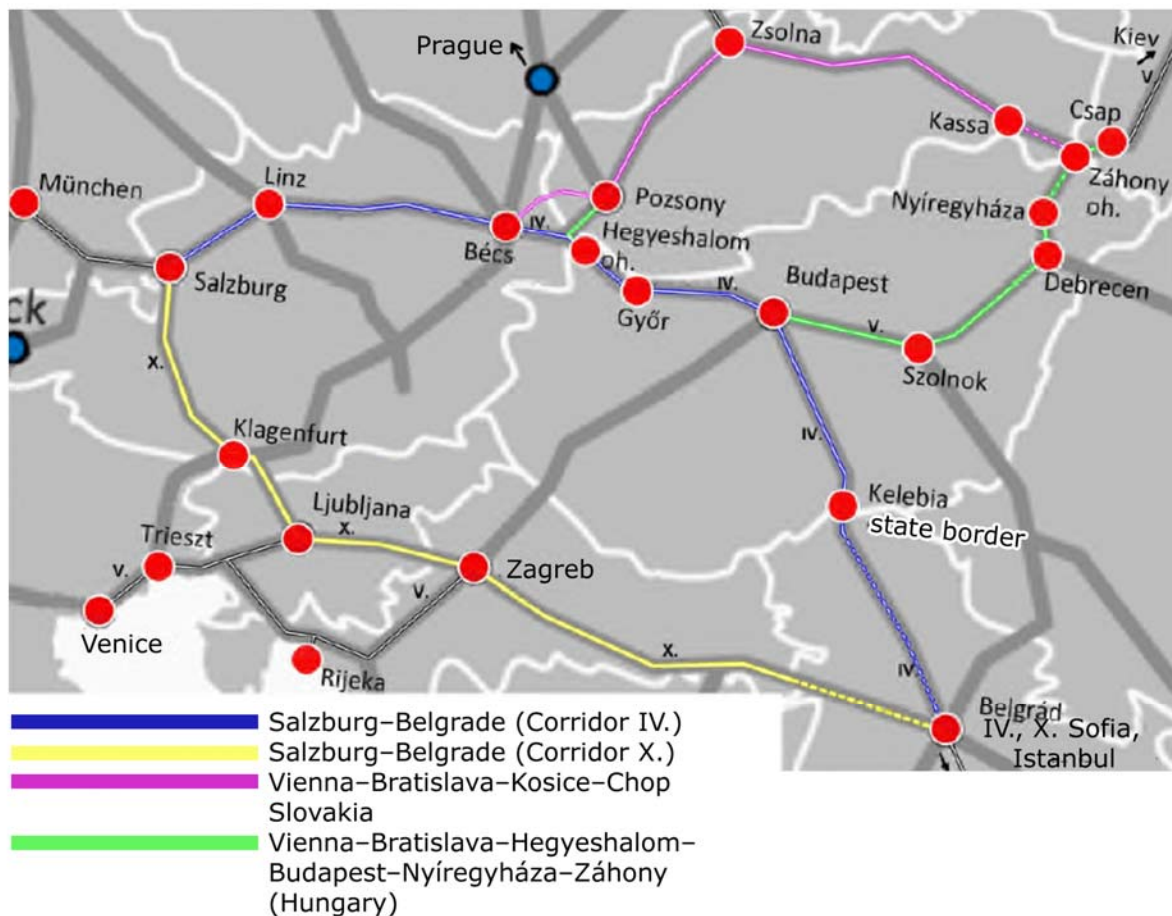 Prague
Zsolna
Kiev
V.
Kassa
Csap
Záhony
oh.
München
Linz
Pozsony
Nyíregyháza
IV.
Bécs
Hegyeshalom
oh.
Salzburg
Budapest
Debrecen
ck
IV.
Győr
V.
Szolnok
X.
Klagenfurt
IV.
Kelebia
state border
Ljubljana
X.
Trieszt
V.
Zagreb
V.
Venice
Rijeka
X.
IV.
Belgrád
IV., X. Sofia,
Istanbul
Salzburg–Belgrade (Corridor IV.)
Salzburg–Belgrade (Corridor X.)
Vienna–Bratislava–Kosice–Chop
Slovakia
Vienna–Bratislava–Hegyeshalom–
Budapest–Nyíregyháza–Záhony
(Hungary)